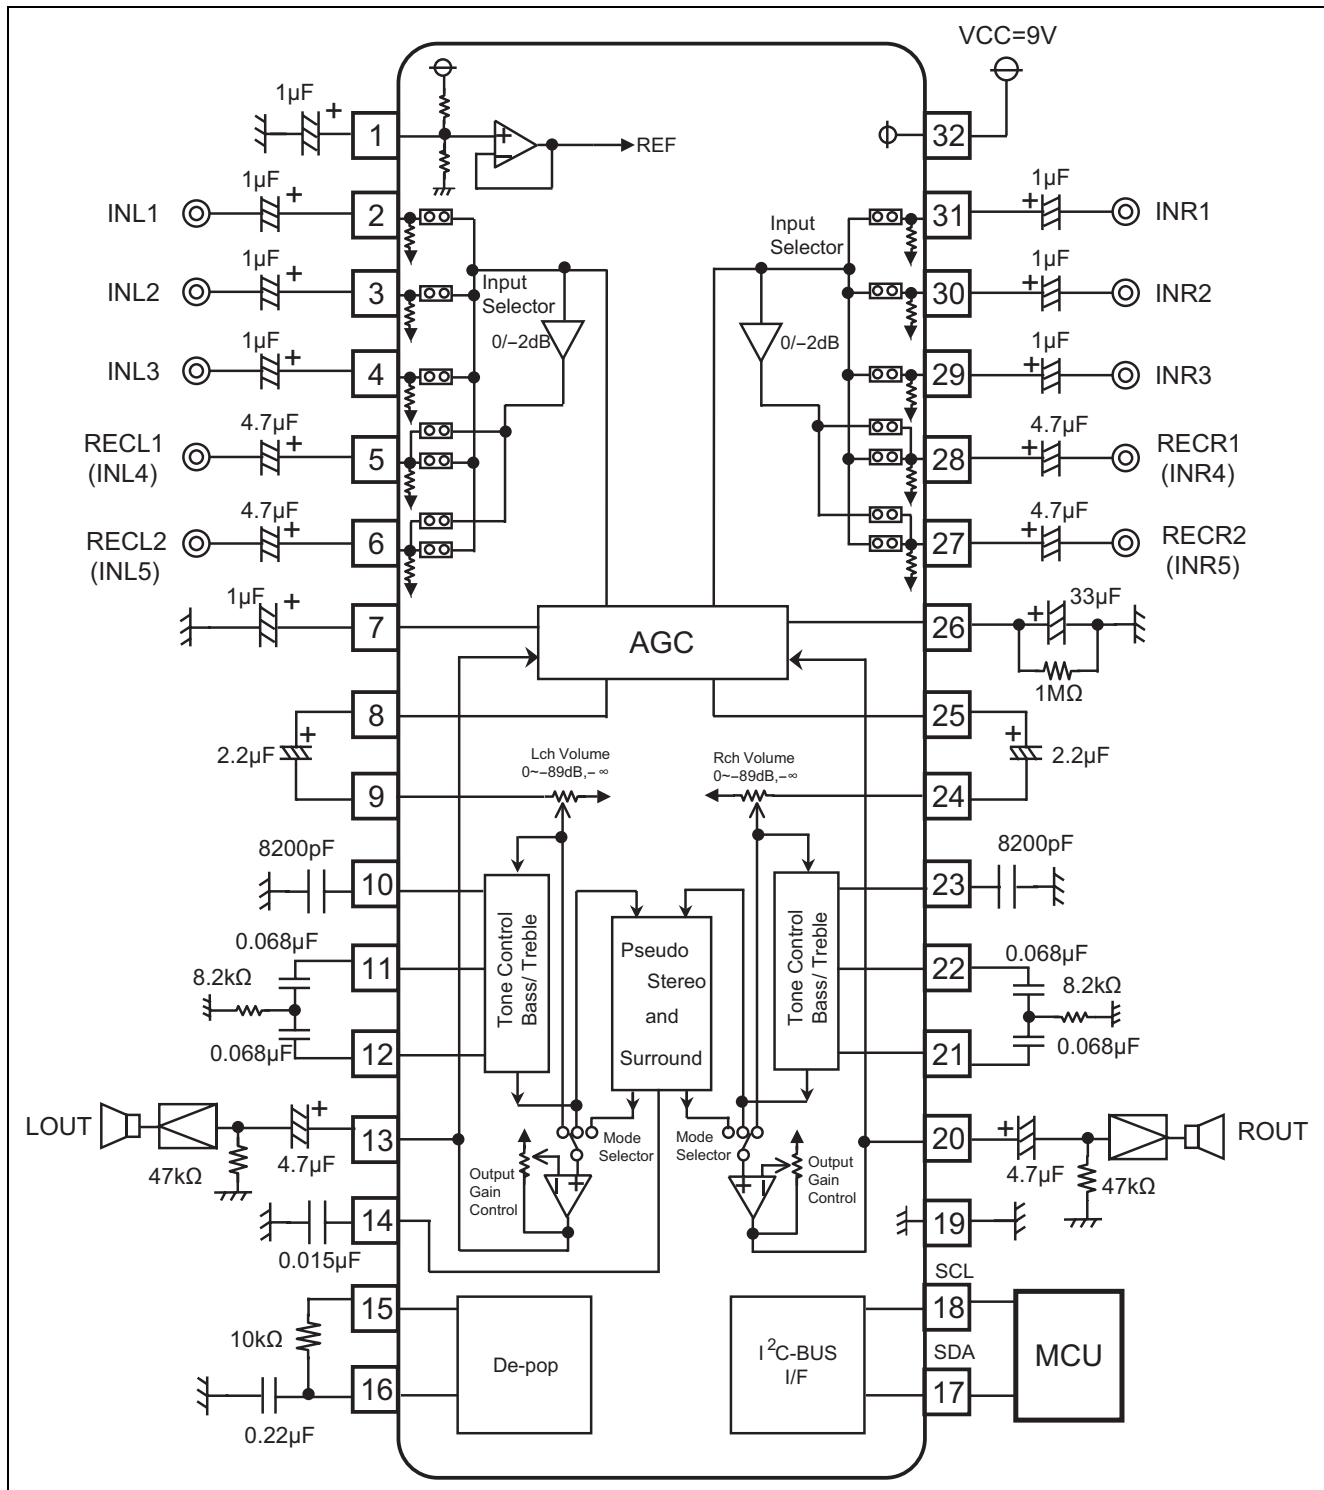 VCC=9V
1µF
+
1
+
−
REF
32
1µF
+
INL1
2
Input
Selector
31
1µF
+
INR1
1µF
+
INL2
3
Input
Selector
0/−2dB
0/−2dB
30
1µF
+
INR2
1µF
+
INL3
4
29
1µF
+
INR3
RECL1
(INL4)
4.7µF
+
5
28
4.7µF
+
RECR1
(INR4)
RECL2
(INL5)
4.7µF
+
6
27
4.7µF
+
RECR2
(INR5)
1µF
+
7
AGC
26
33µF
+
1MΩ
8
25
2.2µF
+
+
2.2µF
Lch Volume
0~−89dB,−∞
Rch Volume
0~−89dB,−∞
9
24
8200pF
10
23
8200pF
Tone Control
Bass/ Treble
Pseudo
Stereo
and
Surround
Tone Control
Bass/ Treble
0.068µF
11
22
0.068µF
8.2kΩ
8.2kΩ
0.068µF
12
21
0.068µF
LOUT
47kΩ
4.7µF
+
13
Mode
Selector
Mode
Selector
20
+
4.7µF
47kΩ
ROUT
Output
Gain
Control
−
+
+
−
Output
Gain
Control
14
0.015µF
19
SCL
15
10kΩ
18
De-pop
I2C-BUS
I/F
SDA
MCU
16
0.22µF
17